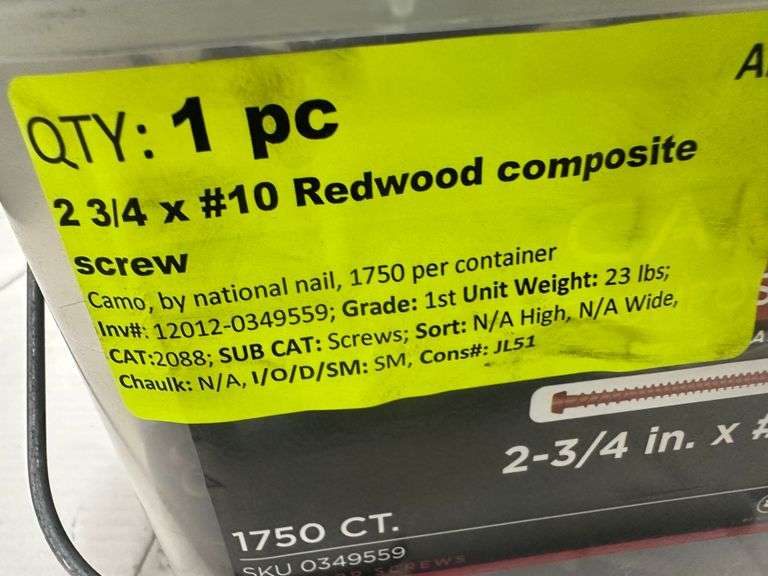 QTY: 1 pc
2 3/4 x #10 Redwood composite
screw
Camo, by national nail, 1750 per container
Inv#: 12012-0349559; Grade: 1st Unit Weight: 23 lbs;
CAT:2088; SUB CAT: Screws; Sort: N/A High, N/A Wide,
Chaulk: N/A, I/O/D/SM: SM, Cons#: JL51
2-3/4 in. x #
1750 CT.
SKU 0349559
SCREWS